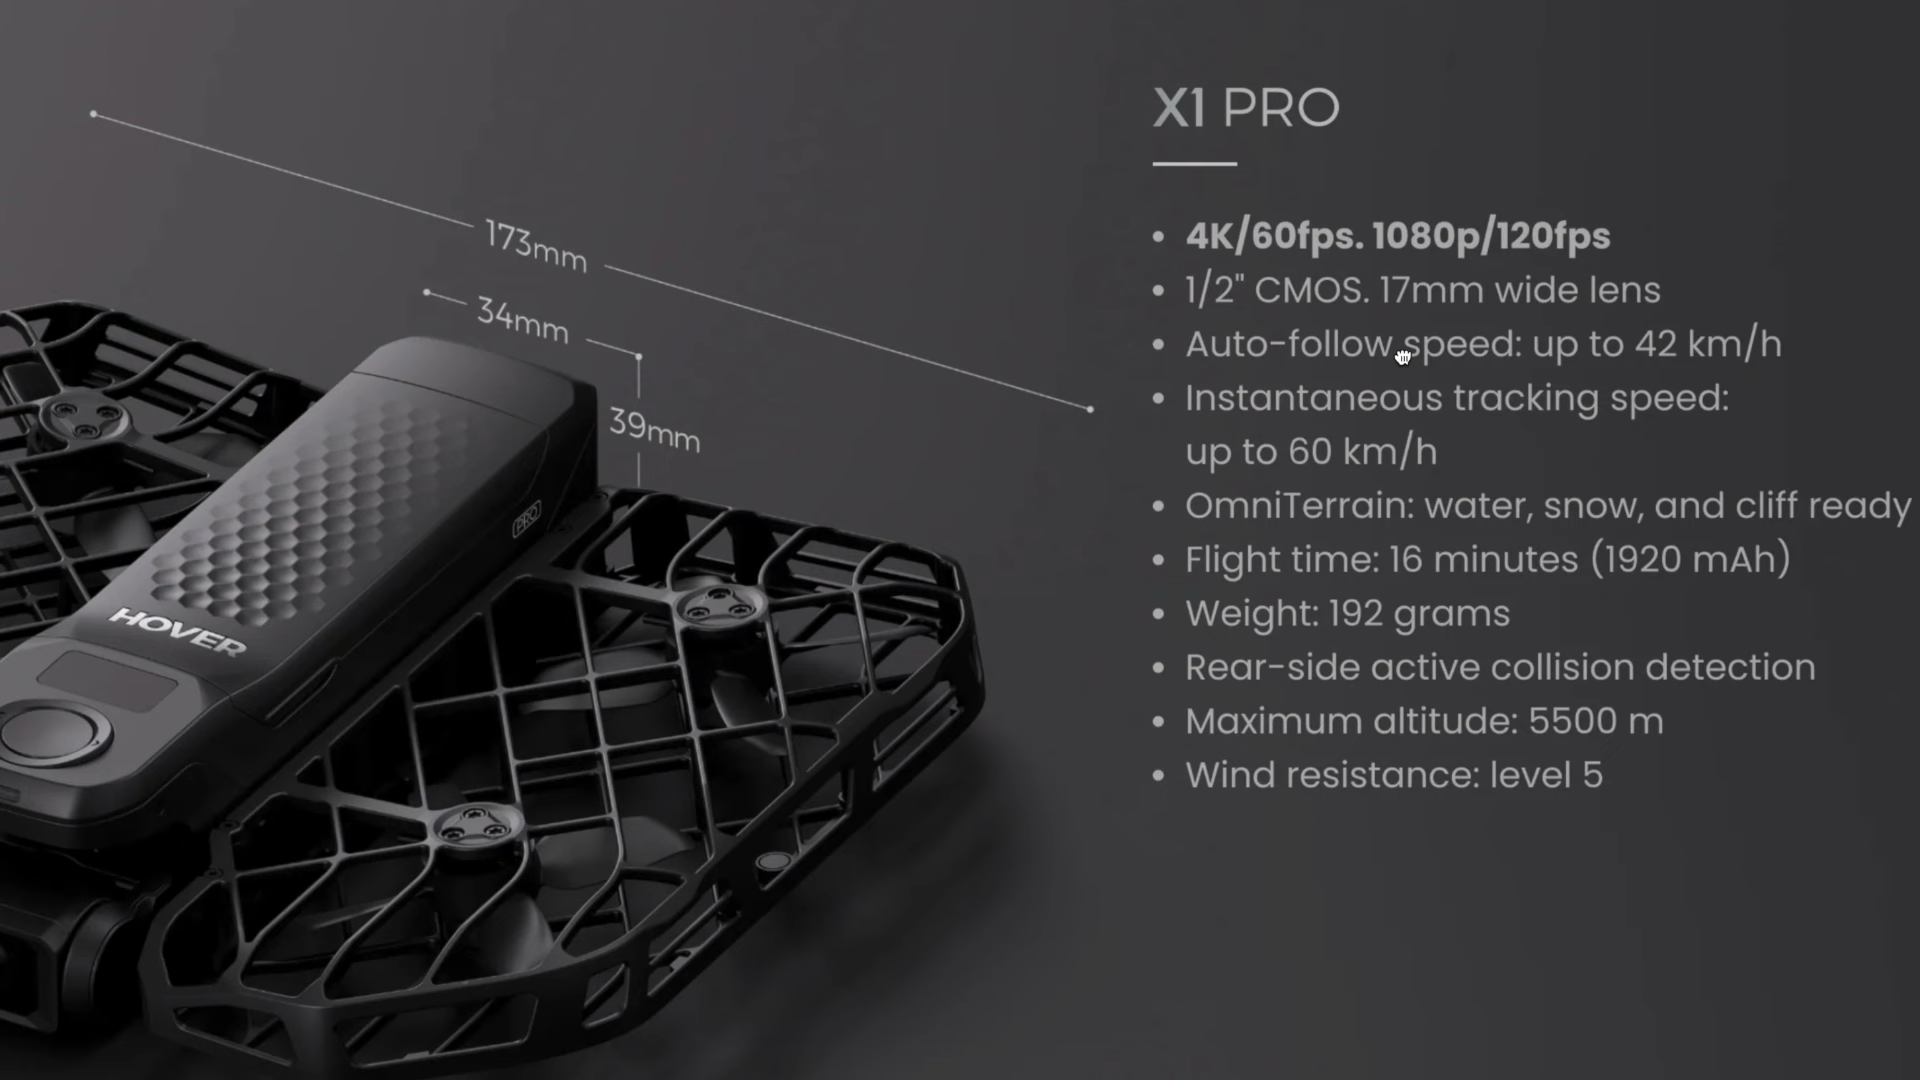 X1 PRO
• 4K/60fps. 1080p/120fps
• 1/2" CMOS. 17mm wide lens
• Auto-follow speed: up to 42 km/h
• Instantaneous tracking speed:
up to 60 km/h
• OmniTerrain: water, snow, and cliff ready
• Flight time: 16 minutes (1920 mAh)
• Weight: 192 grams
• Rear-side active collision detection
• Maximum altitude: 5500 m
• Wind resistance: level 5
173mm
34mm
39mm
PRO
HOVER